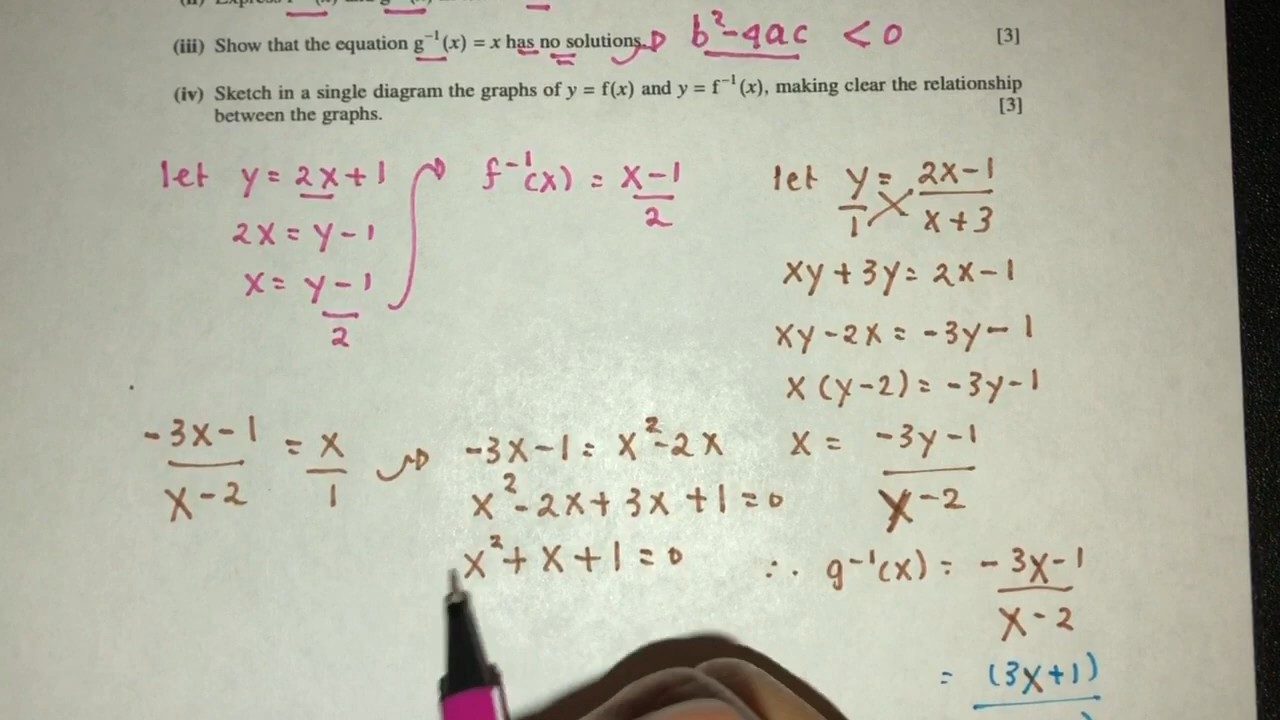 (iii) Show that the equation g⁻¹(x) = x has no solutions. b²-4ac < 0 [3]
(iv) Sketch in a single diagram the graphs of y = f(x) and y = f⁻¹(x), making clear the relationship
between the graphs. [3]
let y = 2x+1
2x = y-1
x = y-1
2
f⁻¹(x) = x-1
2
let y = 2x-1
1 x+3
xy+3y = 2x-1
xy-2x = -3y-1
x(y-2) = -3y-1
x = -3y-1
y-2
∴ g⁻¹(x) = -3x-1
x-2
= (3x+1)
-3x-1 = x
x-2 1
-3x-1 = x²-2x
x²-2x+3x+1=0
x²+x+1=0